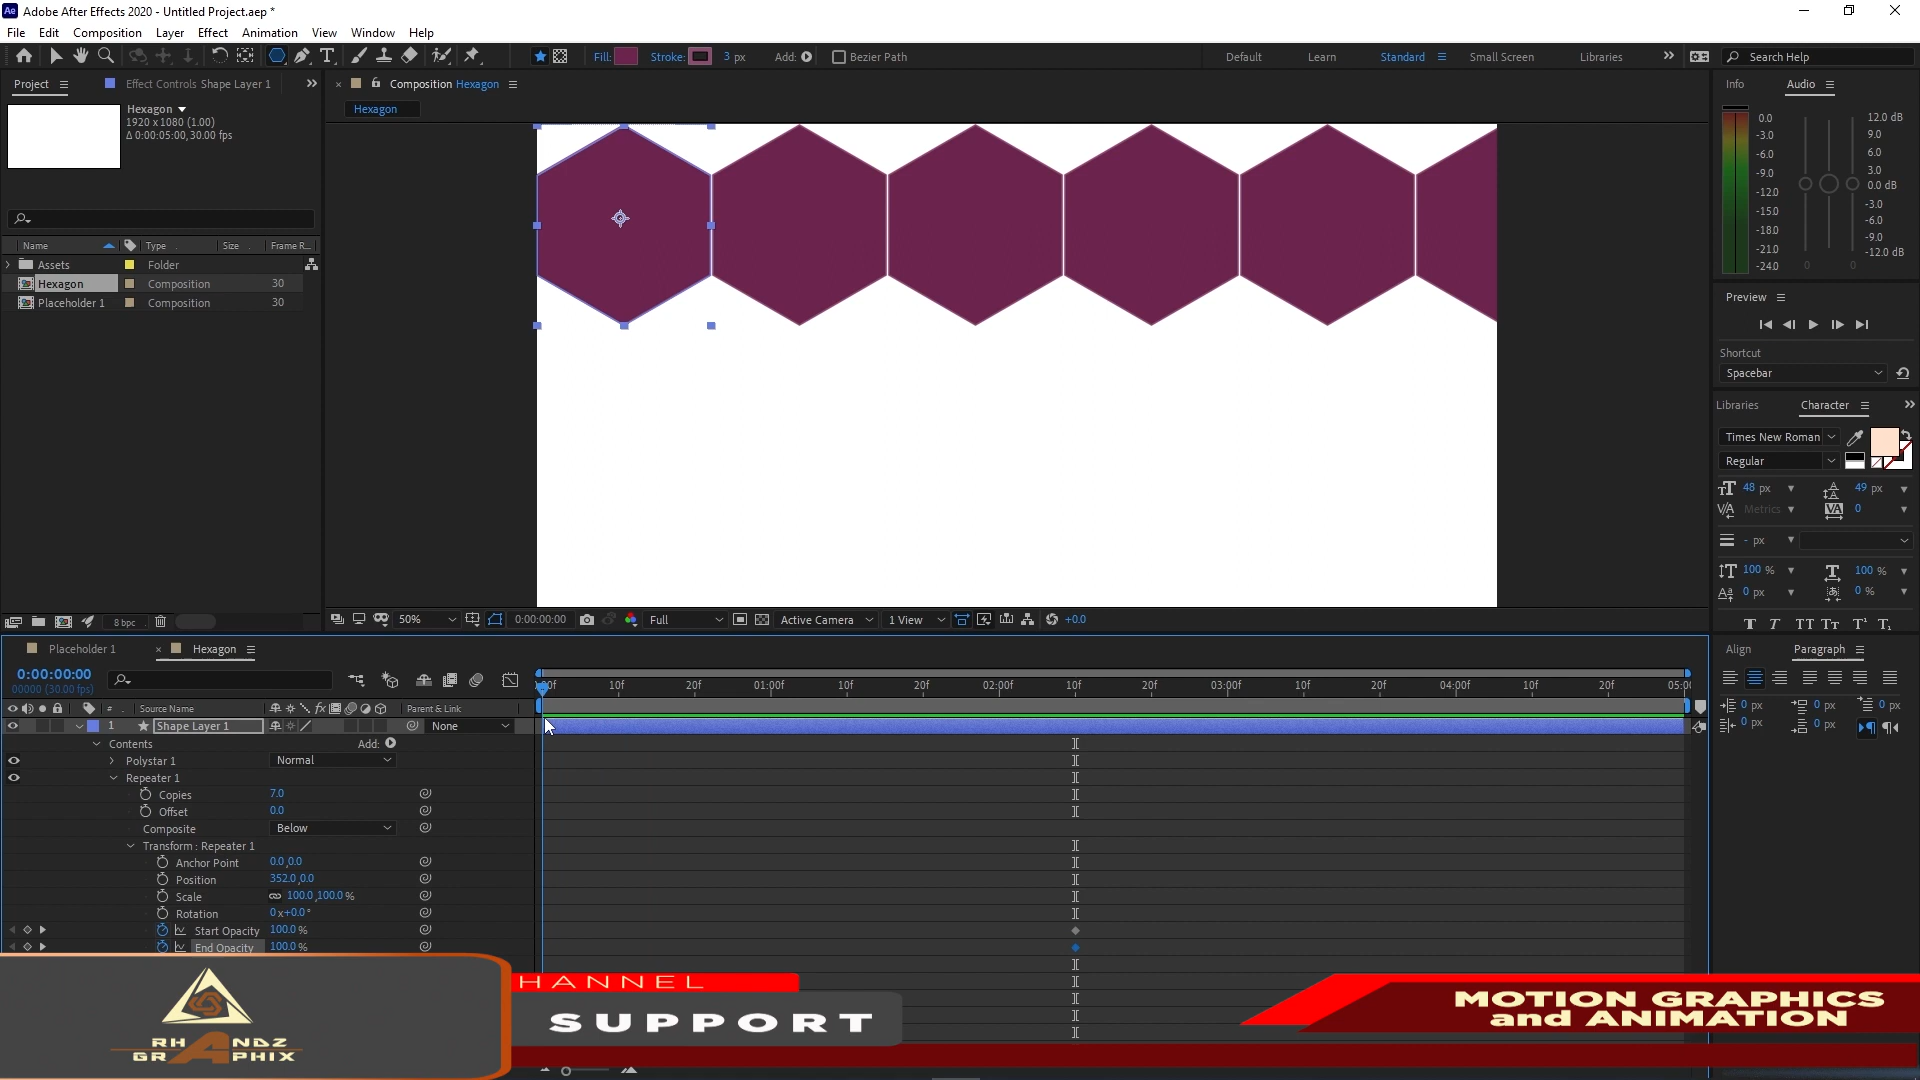 Ae Adobe After Effects 2020 - Untitled Project.aep *
File Edit Composition Layer Effect Animation View Window Help
Fill: Stroke: 3 px Add: Bezier Path Default Learn Standard Small Screen Libraries Search Help
Project Effect Controls Shape Layer 1
Hexagon
1920 x 1080 (1.00)
Δ 0:00:05:00, 30.00 fps
Name Type Size Frame R...
Assets Folder
Hexagon Composition 30
Placeholder 1 Composition 30
8 bpc
Composition Hexagon
Hexagon
50% 0:00:00:00 Full Active Camera 1 View +0.0
Info Audio
0.0 12.0 dB
-3.0 9.0
-6.0 6.0
-9.0 3.0
-12.0 0.0 dB
-15.0 -3.0
-18.0 -6.0
-21.0 -9.0
-24.0 0 0 -12.0 dB
Preview
Shortcut
Spacebar
Libraries Character
Times New Roman
Regular
48 px 49 px
Metrics 0
- px
100 % 100 %
0 px 0 %
T T TT Tt T¹ T₁
Align Paragraph
0 px 0 px 0 px
0 px 0 px
Placeholder 1 Hexagon
0:00:00:00
00000 (30.00 fps)
:00f 10f 20f 01:00f 10f 20f 02:00f 10f 20f 03:00f 10f 20f 04:00f 10f 20f 05:00
# Source Name Parent & Link
1 Shape Layer 1 None
Contents Add:
Polystar 1 Normal
Repeater 1
Copies 7.0
Offset 0.0
Composite Below
Transform : Repeater 1
Anchor Point 0.0,0.0
Position 352.0,0.0
Scale 100.0,100.0 %
Rotation 0x+0.0°
Start Opacity 100.0 %
End Opacity 100.0 %
RHANDZ
GRAPHIX
HANNEL
SUPPORT
MOTION GRAPHICS
and ANIMATION